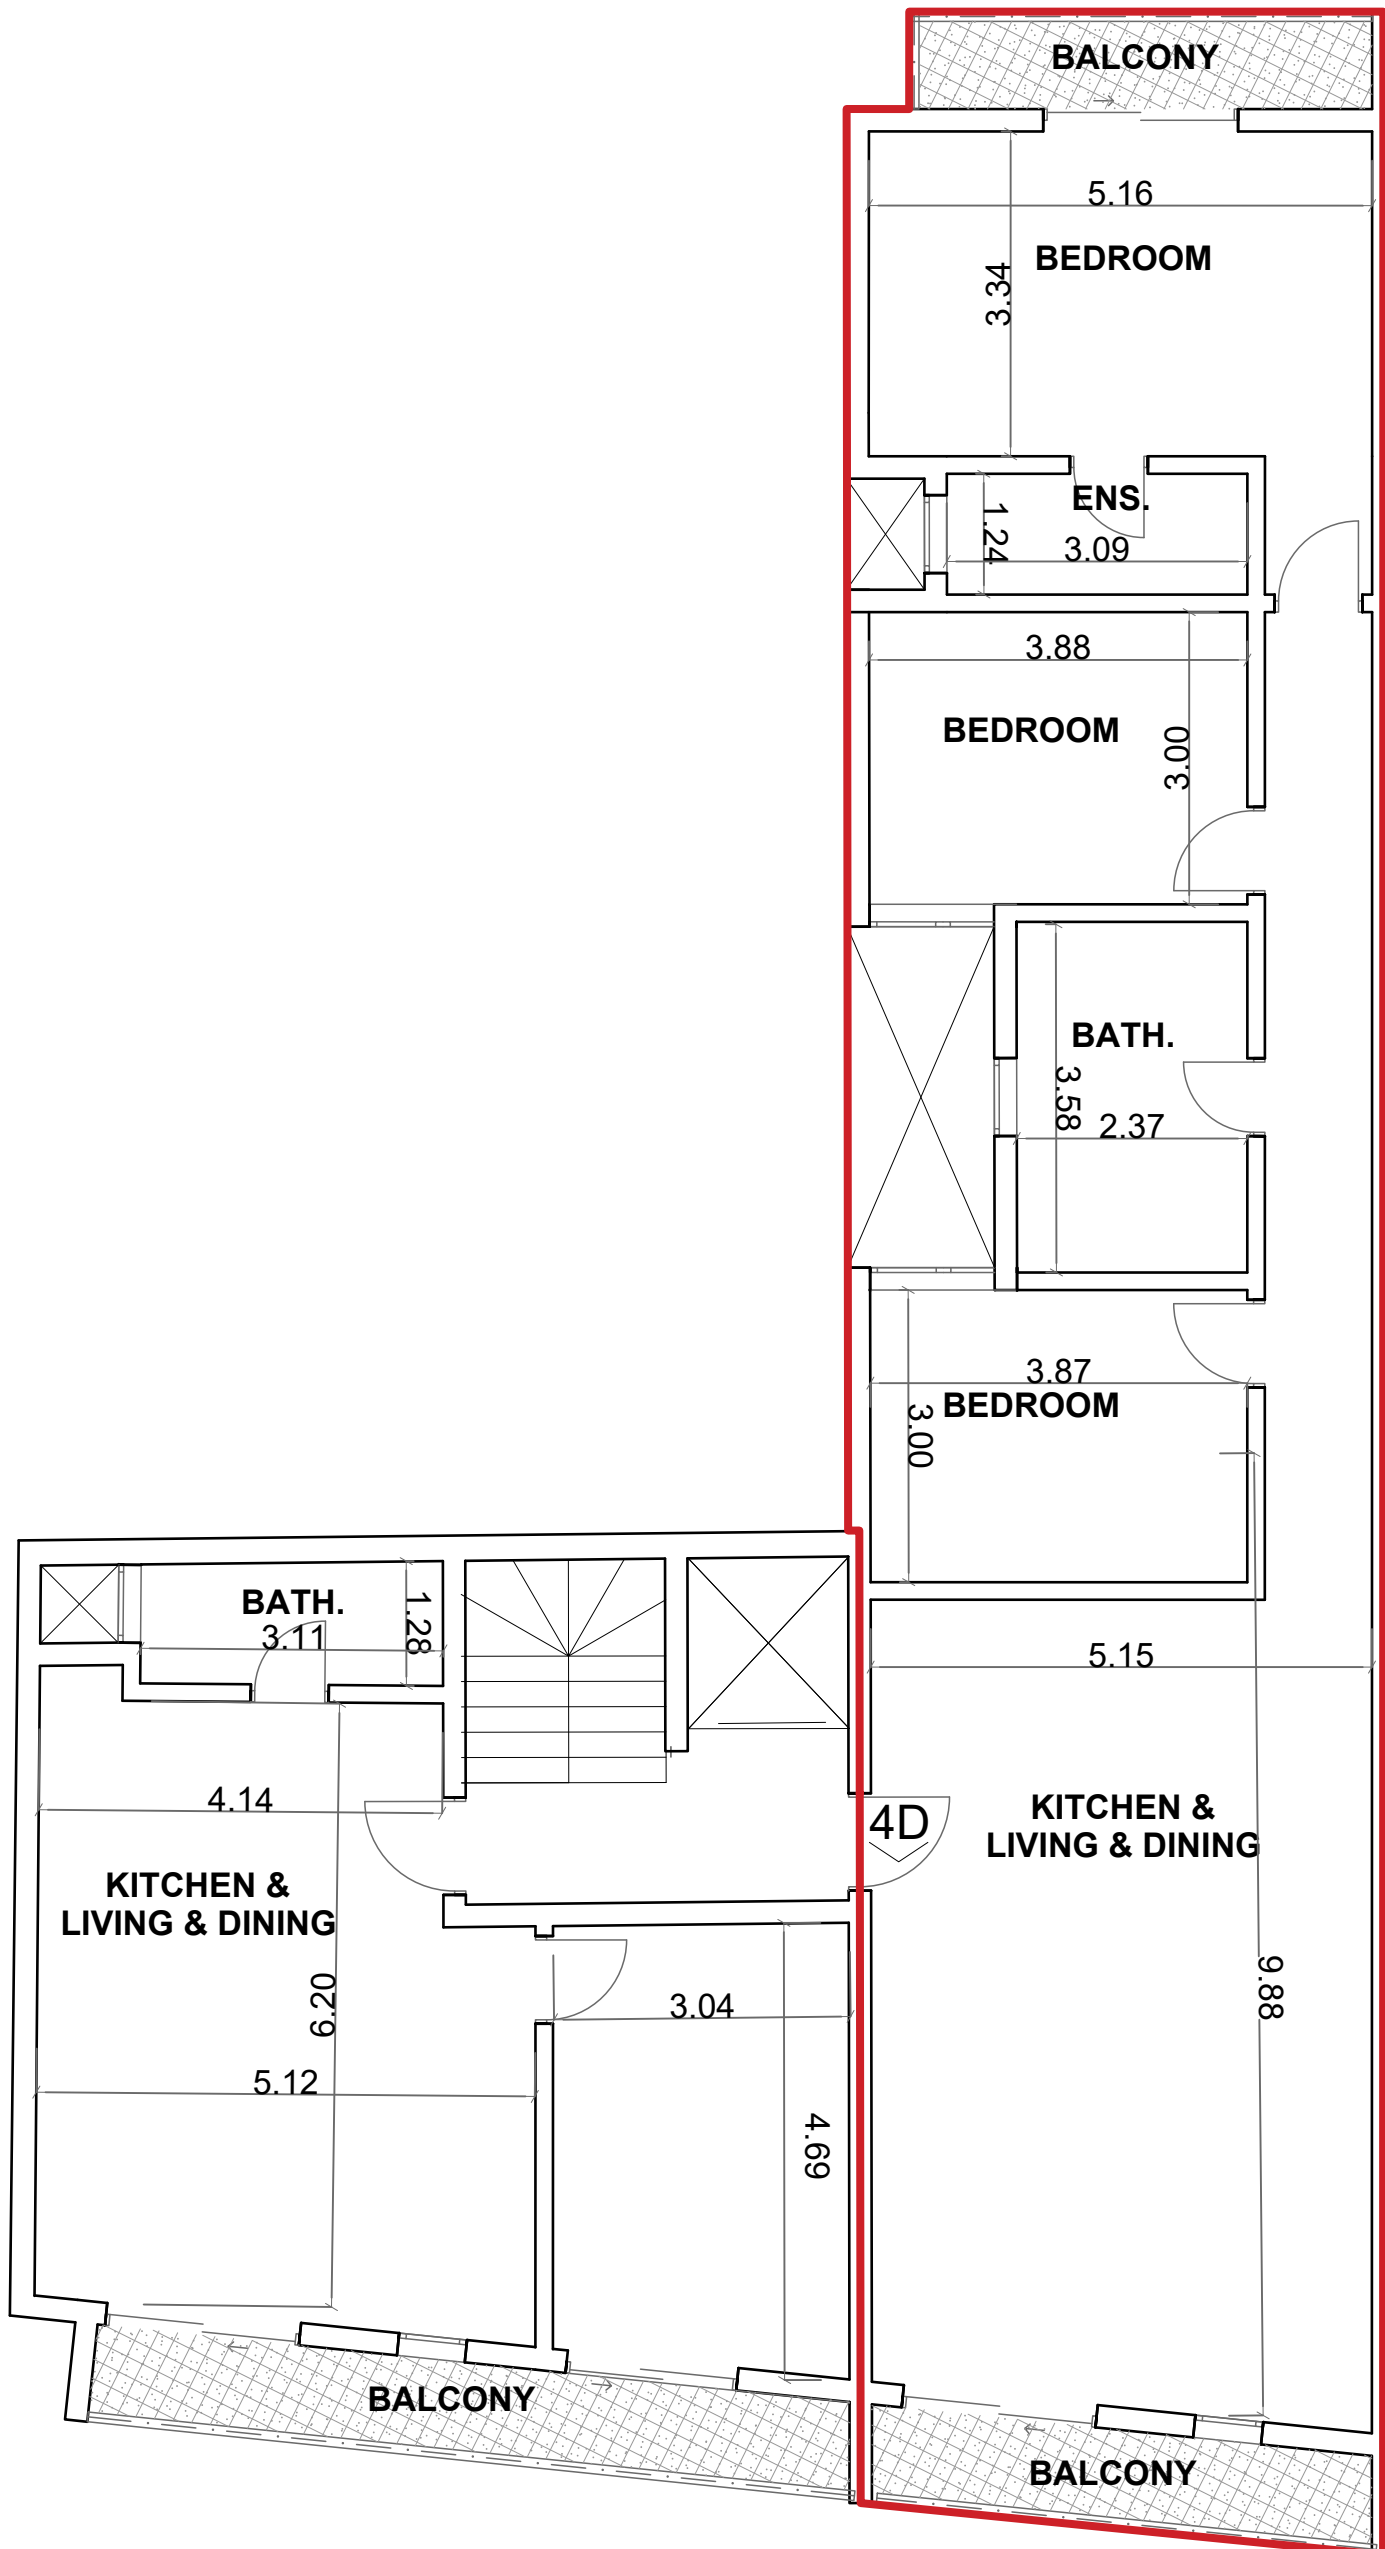 BALCONY
5.16
BEDROOM
3.34
ENS.
1.24
3.09
3.88
BEDROOM
3.00
BATH.
3.58
2.37
3.87
BEDROOM
3.00
BATH.
3.11
1.28
5.15
4.14
KITCHEN &
LIVING & DINING
4D
KITCHEN &
LIVING & DINING
6.20
3.04
9.88
5.12
4.69
BALCONY
BALCONY